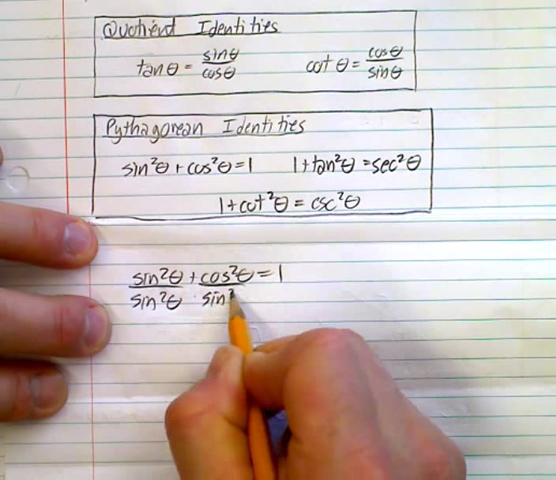 Quotient Identities
tanθ = sinθ/cosθ cotθ = cosθ/sinθ
Pythagorean Identities
sin²θ + cos²θ = 1 1 + tan²θ = sec²θ
1 + cot²θ = csc²θ
sin²θ + cos²θ = 1
sin²θ sin²